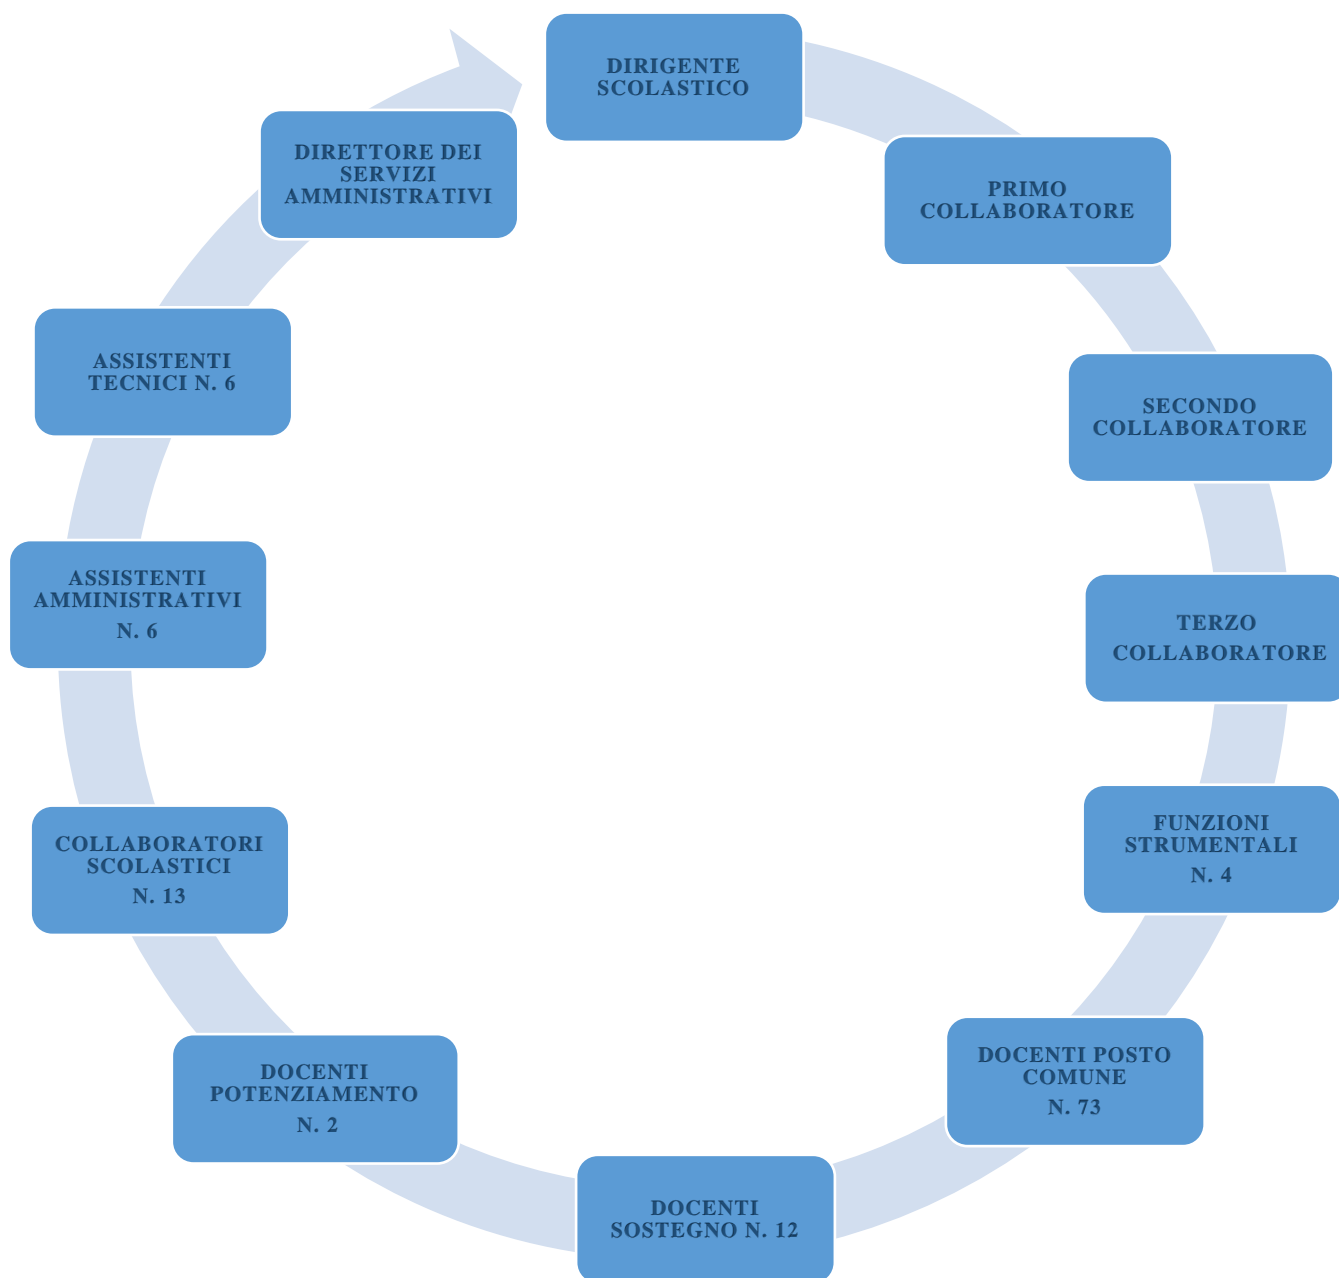 DIRIGENTE
SCOLASTICO
PRIMO
COLLABORATORE
SECONDO
COLLABORATORE
TERZO
COLLABORATORE
FUNZIONI
STRUMENTALI
N. 4
DOCENTI POSTO
COMUNE
N. 73
DOCENTI
SOSTEGNO N. 12
DOCENTI
POTENZIAMENTO
N. 2
COLLABORATORI
SCOLASTICI
N. 13
ASSISTENTI
AMMINISTRATIVI
N. 6
ASSISTENTI
TECNICI N. 6
DIRETTORE DEI
SERVIZI
AMMINISTRATIVI